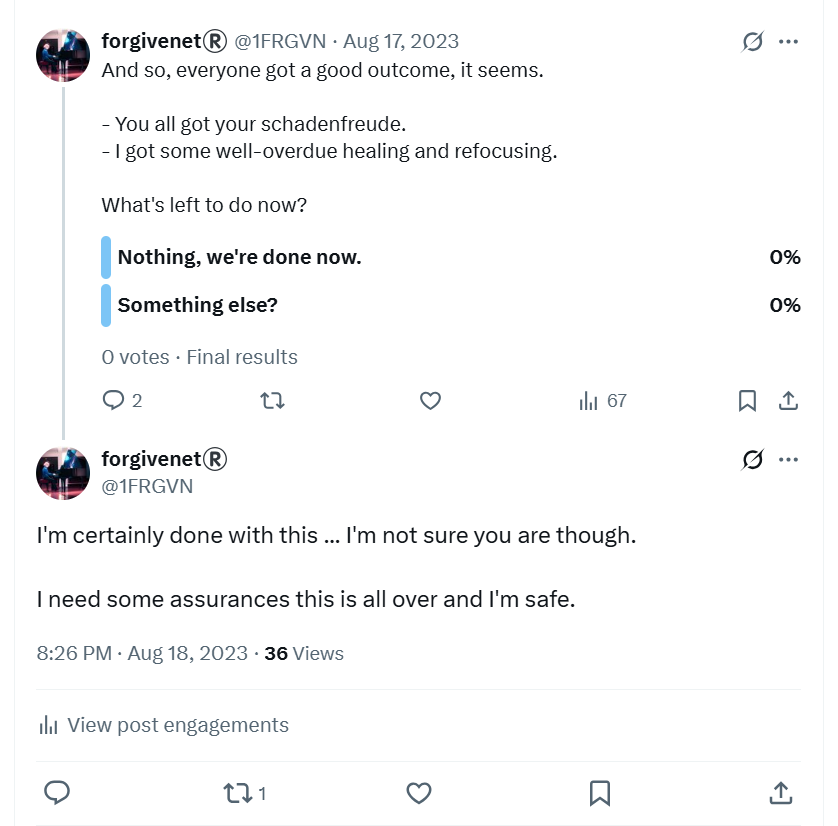 forgivenet®️ @1FRGVN · Aug 17, 2023
And so, everyone got a good outcome, it seems.
- You all got your schadenfreude.
- I got some well-overdue healing and refocusing.
What's left to do now?
Nothing, we're done now. 0%
Something else? 0%
0 votes · Final results
2 67
forgivenet®️
@1FRGVN
I'm certainly done with this ... I'm not sure you are though.
I need some assurances this is all over and I'm safe.
8:26 PM · Aug 18, 2023 · 36 Views
View post engagements
1